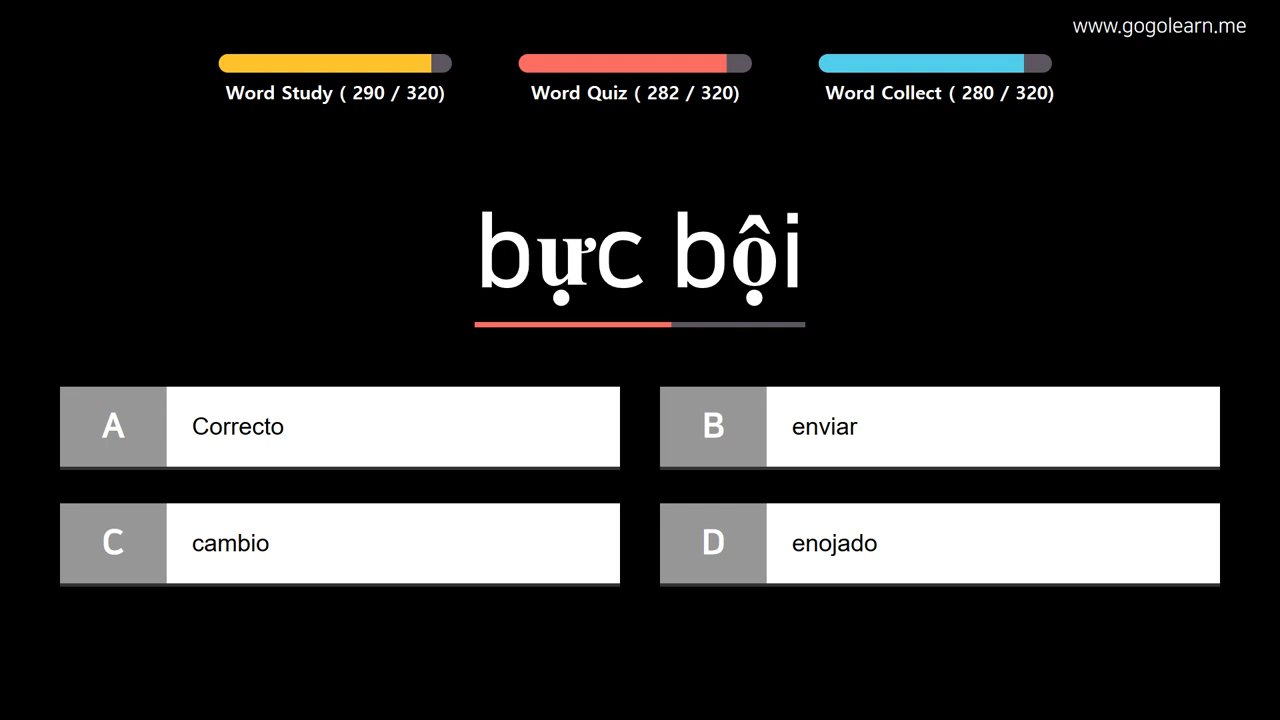 www.gogolearn.me
Word Study ( 290 / 320)
Word Quiz ( 282 / 320)
Word Collect ( 280 / 320)
bực bội
A Correcto
B enviar
C cambio
D enojado